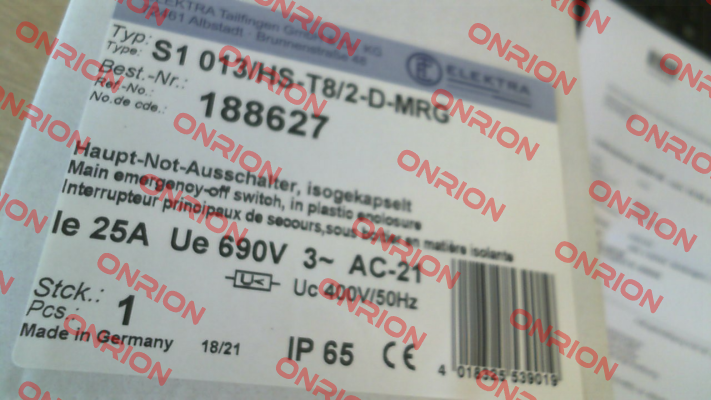 ELEKTRA Tailfingen
72461 Albstadt · Brunnenstraße 48
ELEKTRA
Typ:
Type: S1 013/HS-T8/2-D-MRG
Best.-Nr.:
Ref.-No.:
No.de cde.: 188627
Haupt-Not-Ausschalter, isogekapselt
Main emergency-off switch, in plastic enclosure
Interrupteur principaux de secours,sous boîtier en matière isolante
Ie 25A Ue 690V 3~ AC-21
U< Uc 400V/50Hz
Stck.:
Pcs.: 1
Made in Germany 18/21 IP 65 CE
4 018325 539019
ONRION